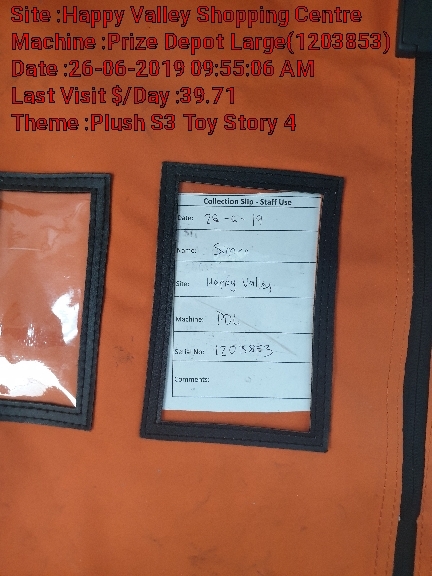 Site :Happy Valley Shopping Centre
Machine :Prize Depot Large(1203853)
Date :26-06-2019 09:55:06 AM
Last Visit $/Day :39.71
Theme :Plush S3 Toy Story 4
Collection Slip - Staff Use
Date: 26-6-19
Name:
Site: Happy Valley
Machine: PDL
Serial No: 1203853
Comments: